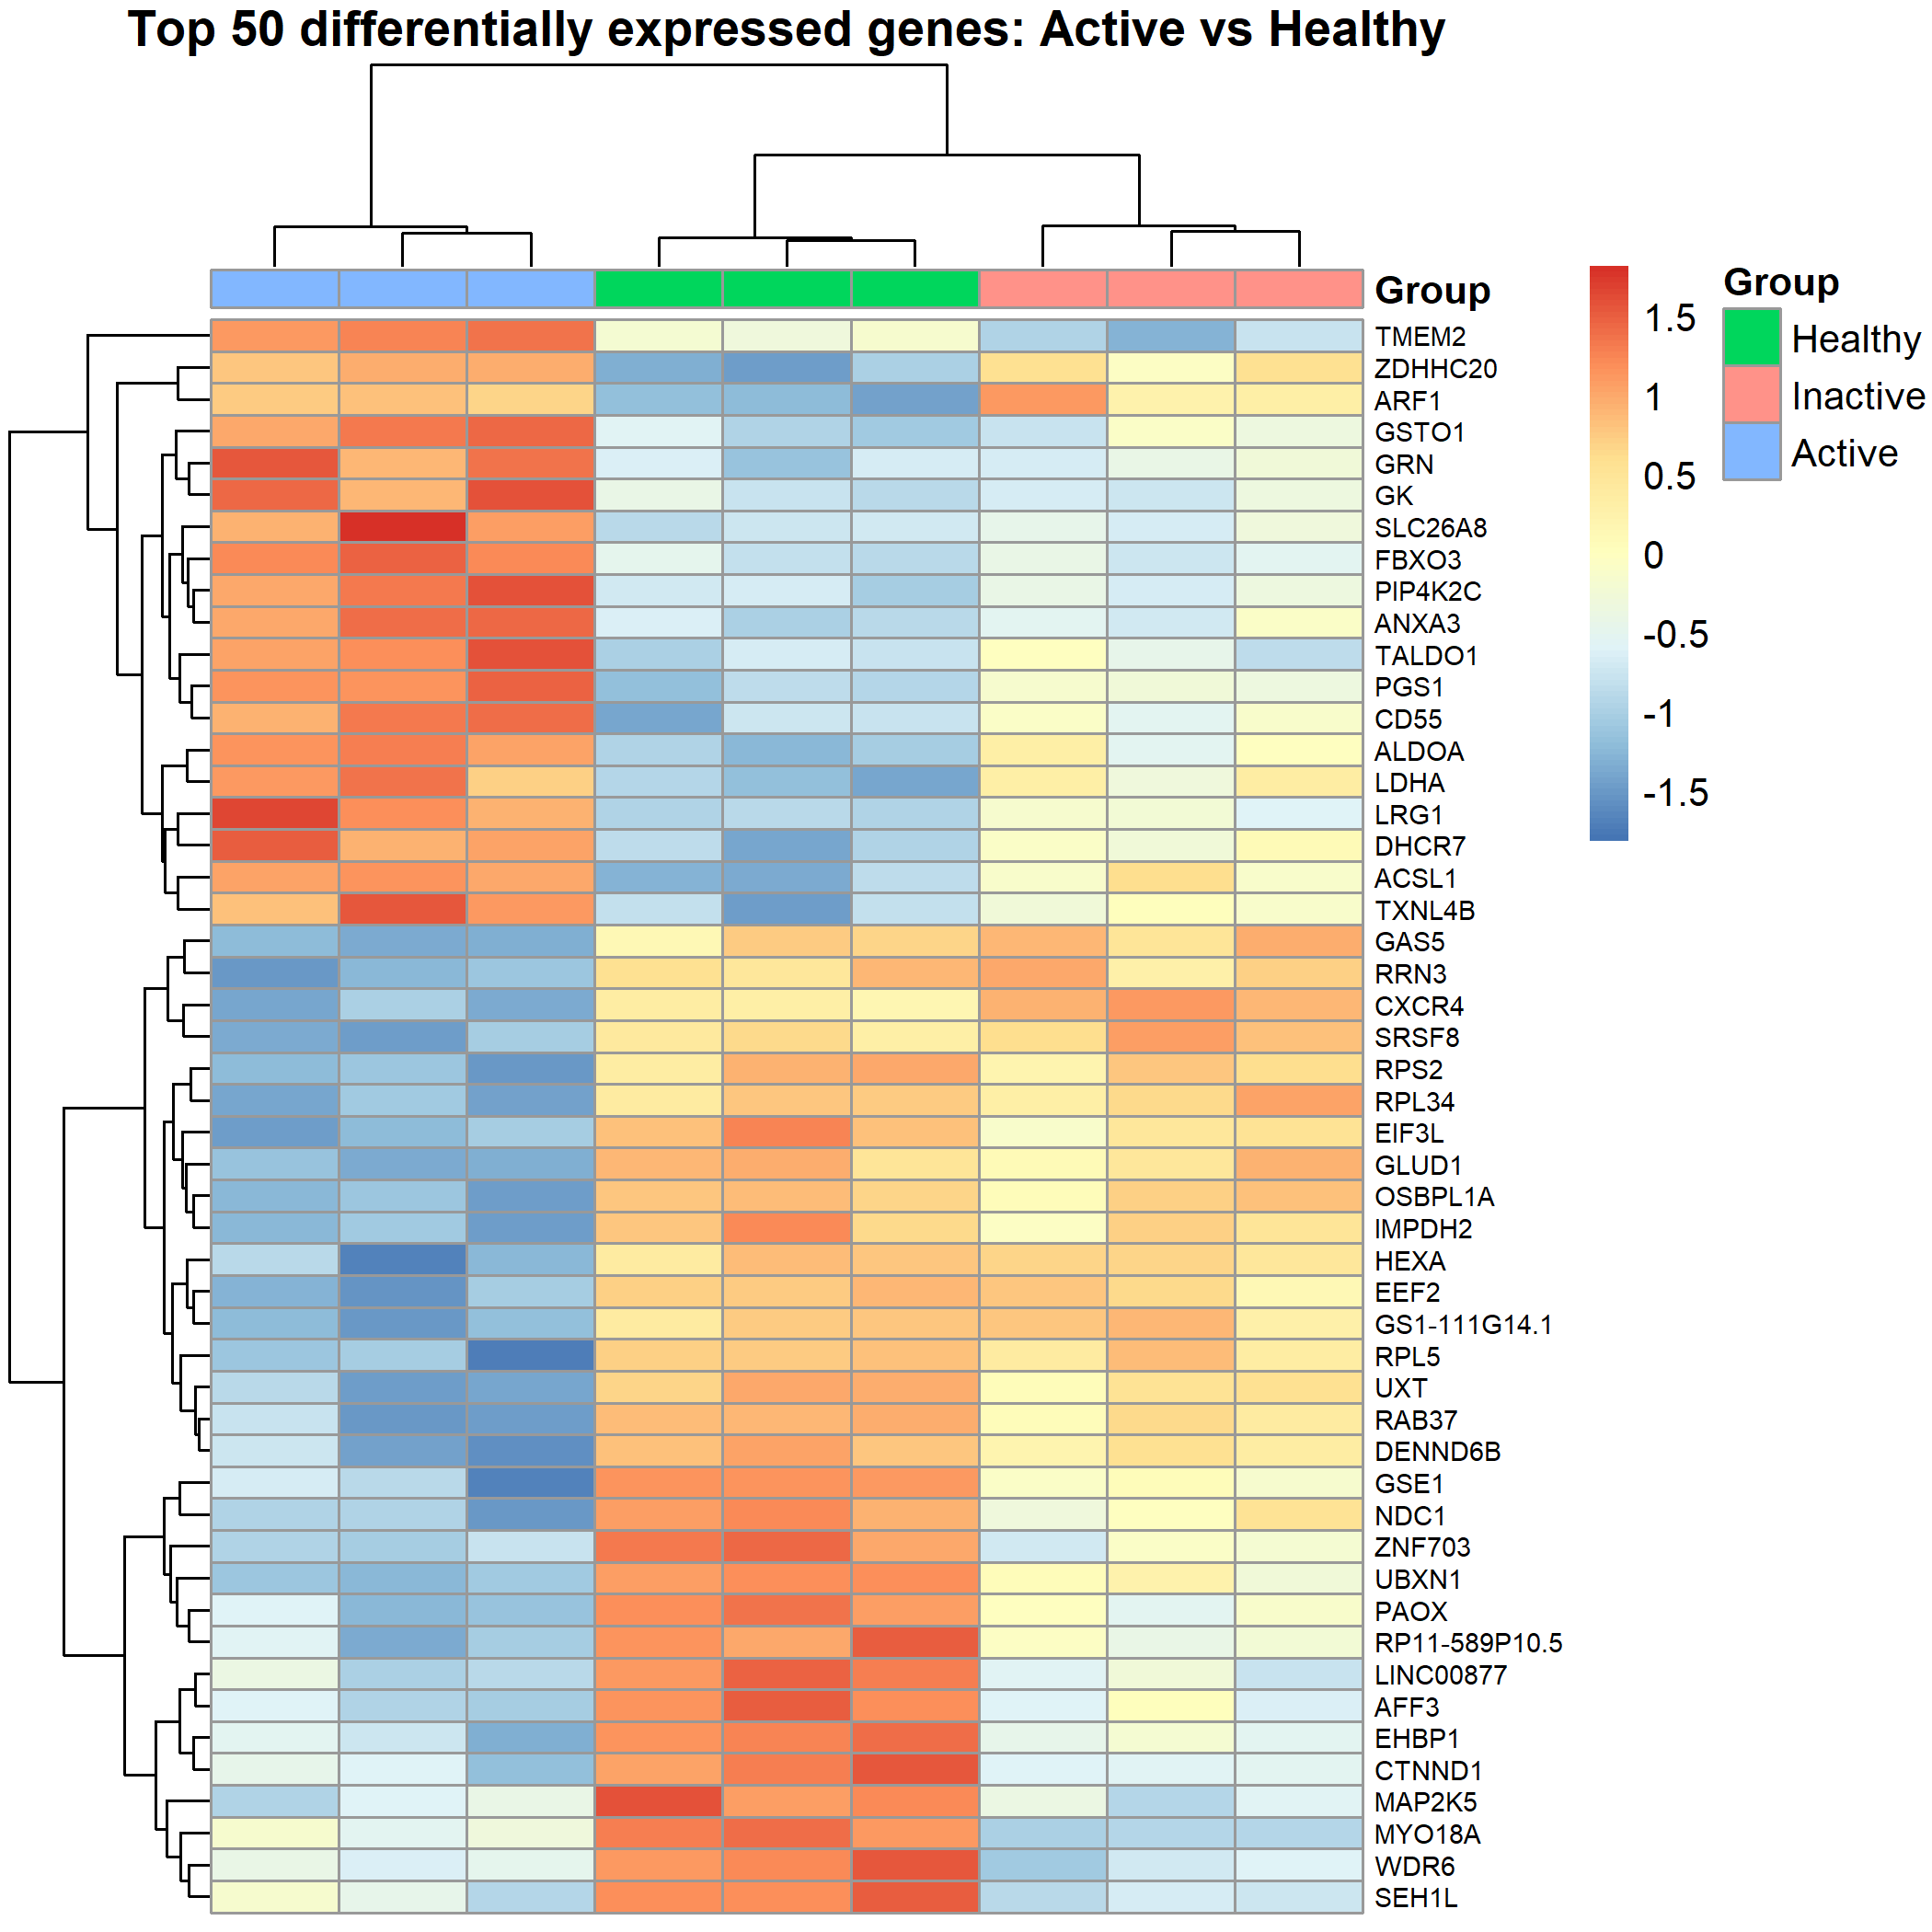 Top 50 differentially expressed genes: Active vs Healthy
Group
TMEM2
ZDHHC20
ARF1
GSTO1
GRN
GK
SLC26A8
FBXO3
PIP4K2C
ANXA3
TALDO1
PGS1
CD55
ALDOA
LDHA
LRG1
DHCR7
ACSL1
TXNL4B
GAS5
RRN3
CXCR4
SRSF8
RPS2
RPL34
EIF3L
GLUD1
OSBPL1A
IMPDH2
HEXA
EEF2
GS1-111G14.1
RPL5
UXT
RAB37
DENND6B
GSE1
NDC1
ZNF703
UBXN1
PAOX
RP11-589P10.5
LINC00877
AFF3
EHBP1
CTNND1
MAP2K5
MYO18A
WDR6
SEH1L
1.5
1
0.5
0
-0.5
-1
-1.5
Group
Healthy
Inactive
Active